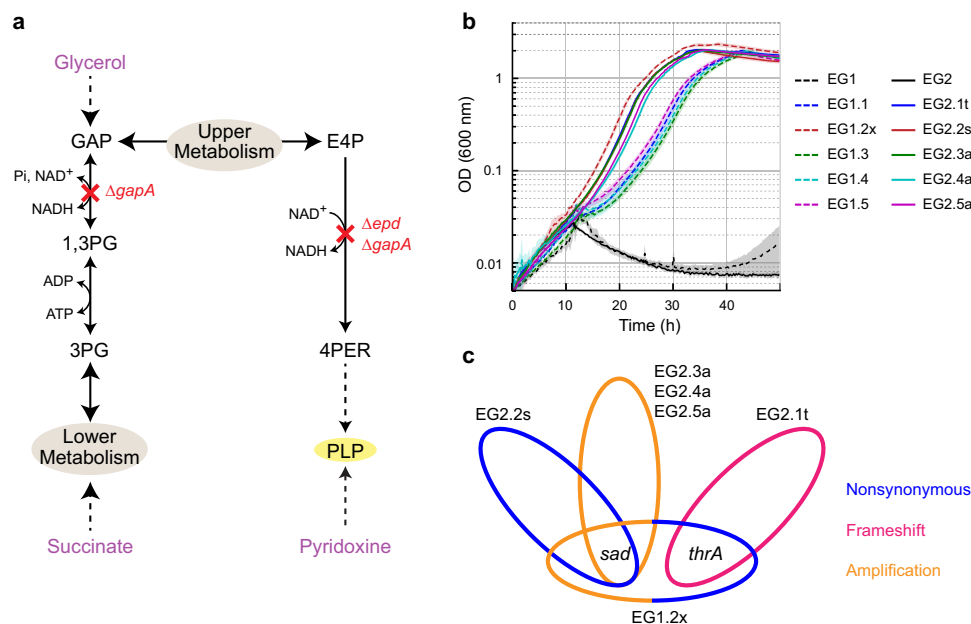 a
Glycerol
GAP
Upper
Metabolism
E4P
Pi, NAD⁺
NADH
ΔgapA
NAD⁺
NADH
Δepd
ΔgapA
1,3PG
ADP
ATP
3PG
4PER
Lower
Metabolism
PLP
Succinate
Pyridoxine
b
OD (600 nm)
1
0.1
0.01
0
10
20
30
40
Time (h)
EG1
EG1.1
EG1.2x
EG1.3
EG1.4
EG1.5
EG2
EG2.1t
EG2.2s
EG2.3a
EG2.4a
EG2.5a
c
EG2.3a
EG2.4a
EG2.5a
EG2.2s
EG2.1t
sad
thrA
EG1.2x
Nonsynonymous
Frameshift
Amplification